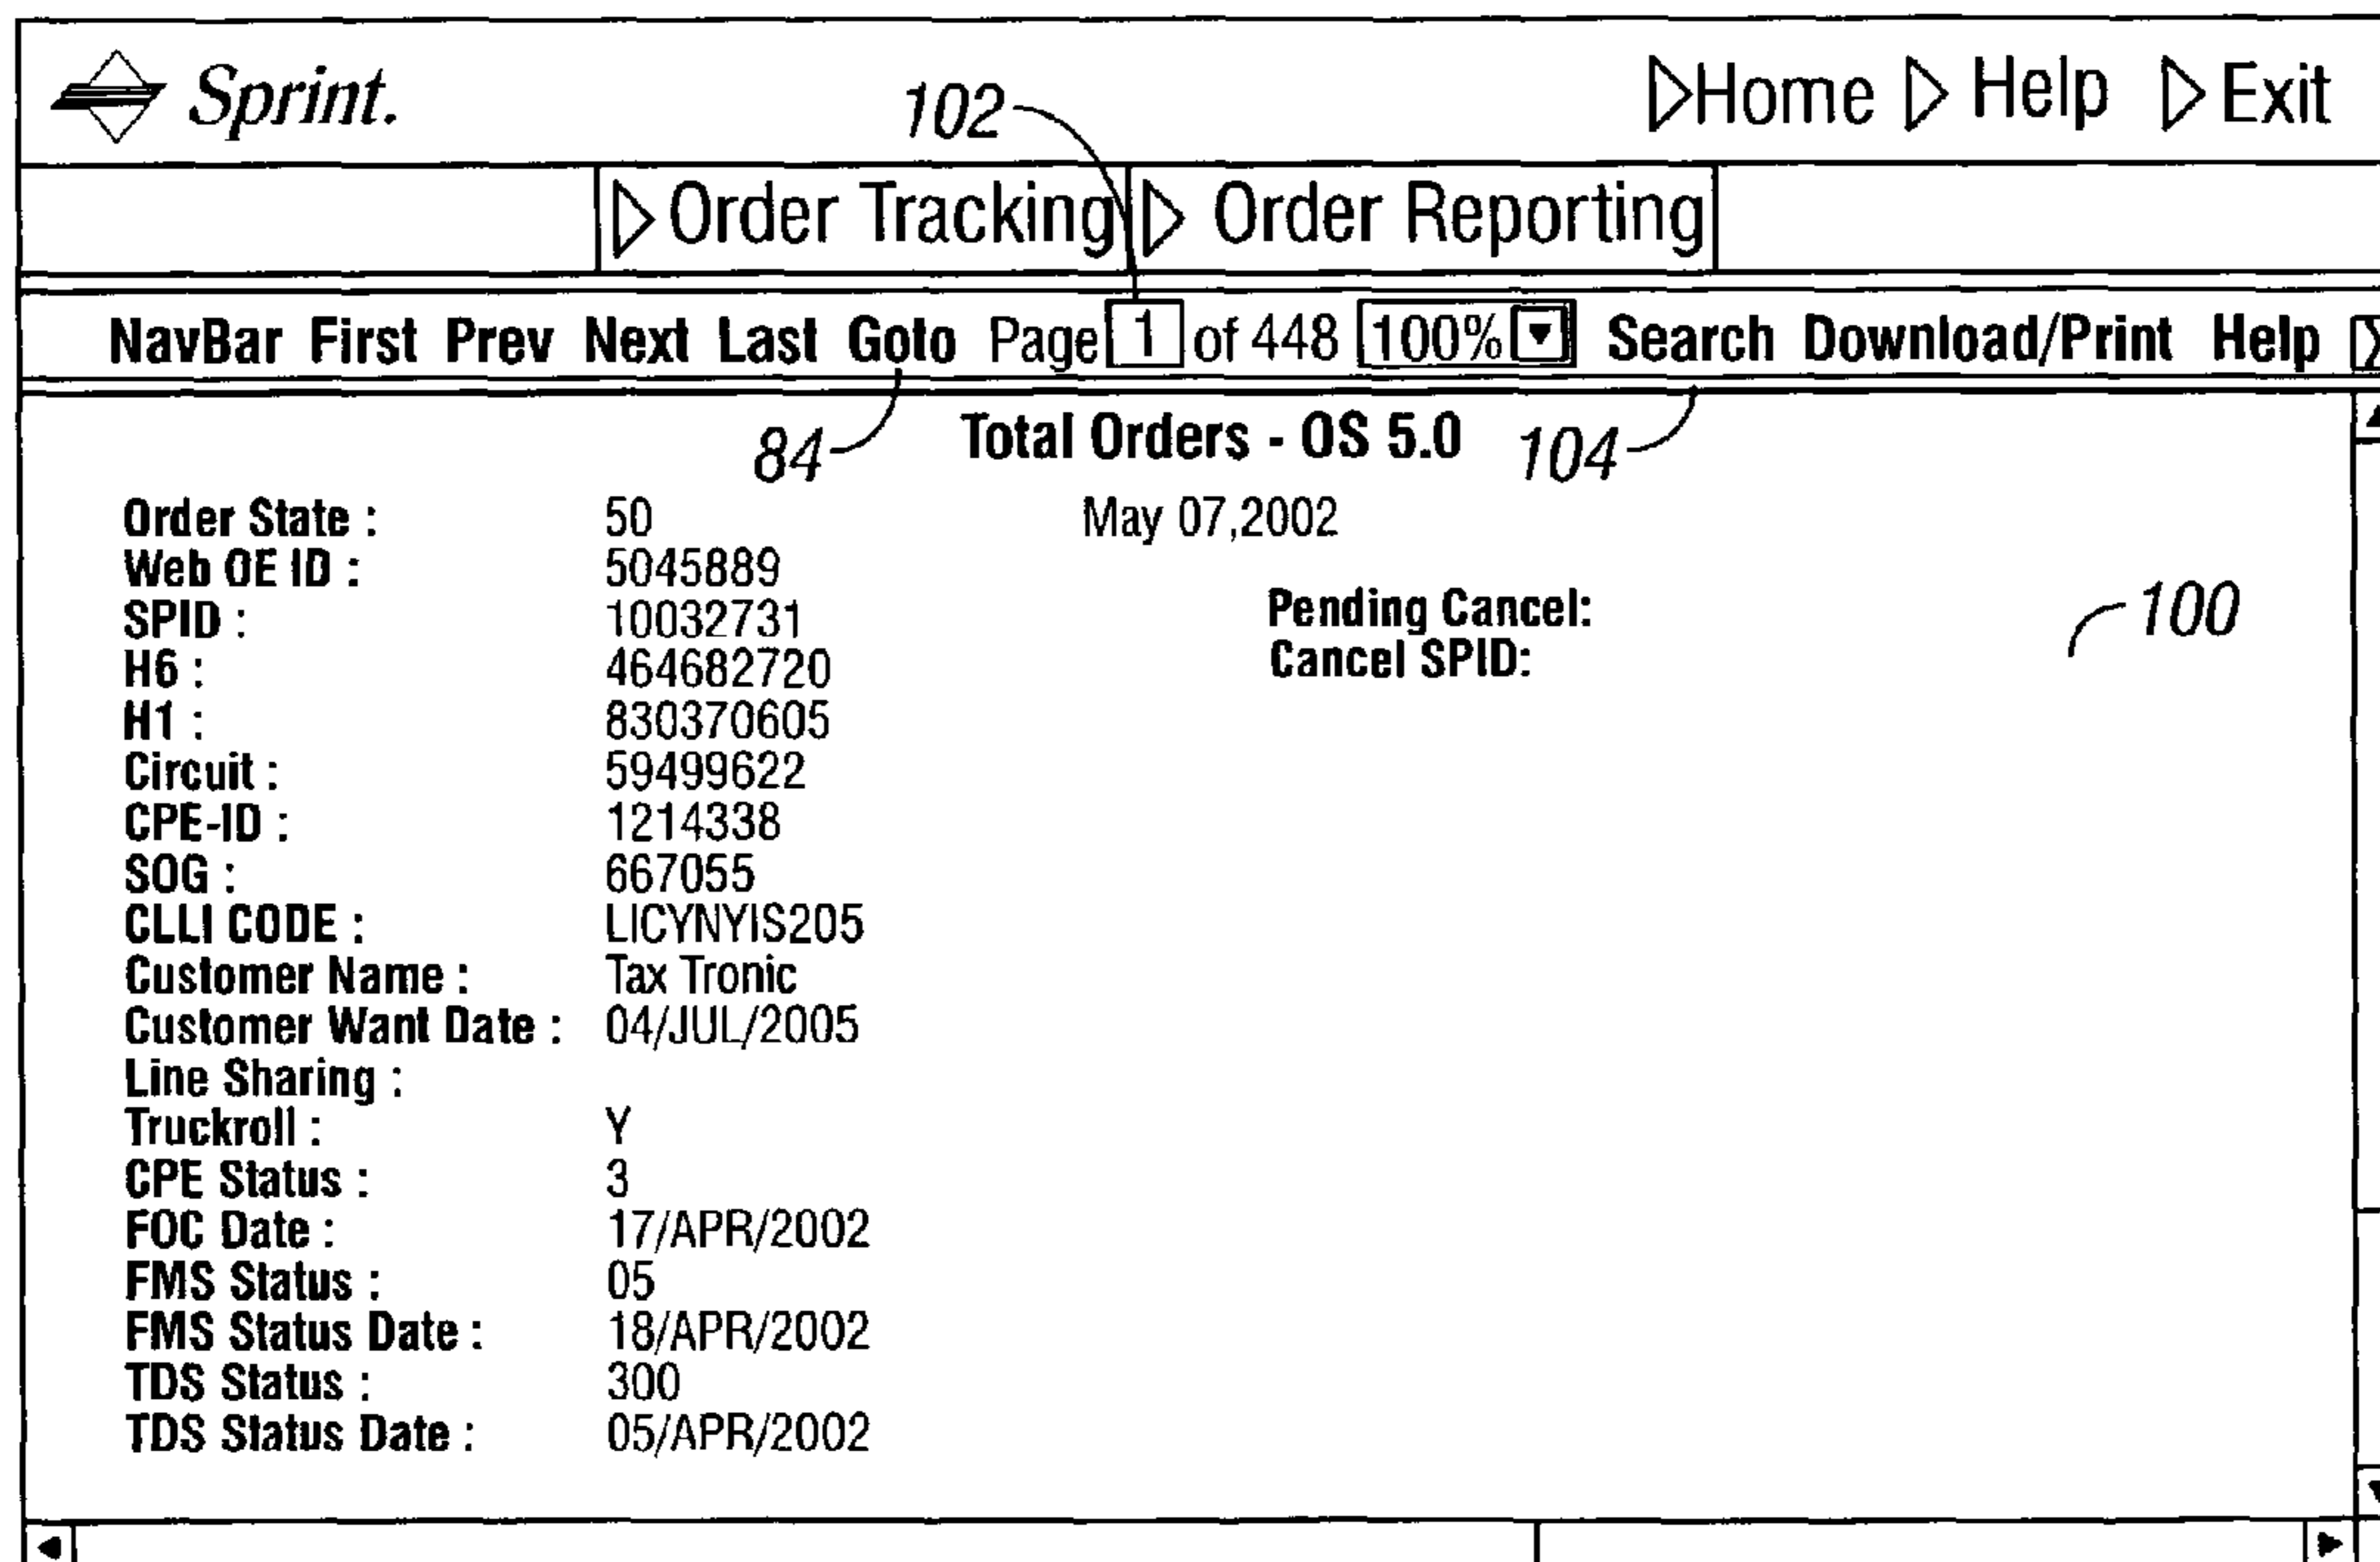 Sprint.
102
Home Help Exit
Order Tracking Order Reporting
NavBar First Prev Next Last Goto Page 1 of 448 100% Search Download/Print Help X
84
Total Orders - OS 5.0
104
Order State : 50 May 07,2002
Web OE ID : 5045889
SPID : 10032731 Pending Cancel:
100
H6 : 464682720 Cancel SPID:
H1 : 830370605
Circuit : 59499622
CPE-ID : 1214338
SOG : 667055
CLLI CODE : LICYNYIS205
Customer Name : Tax Tronic
Customer Want Date : 04/JUL/2005
Line Sharing :
Truckroll : Y
CPE Status : 3
FOC Date : 17/APR/2002
FMS Status : 05
FMS Status Date : 18/APR/2002
TDS Status : 300
TDS Status Date : 05/APR/2002